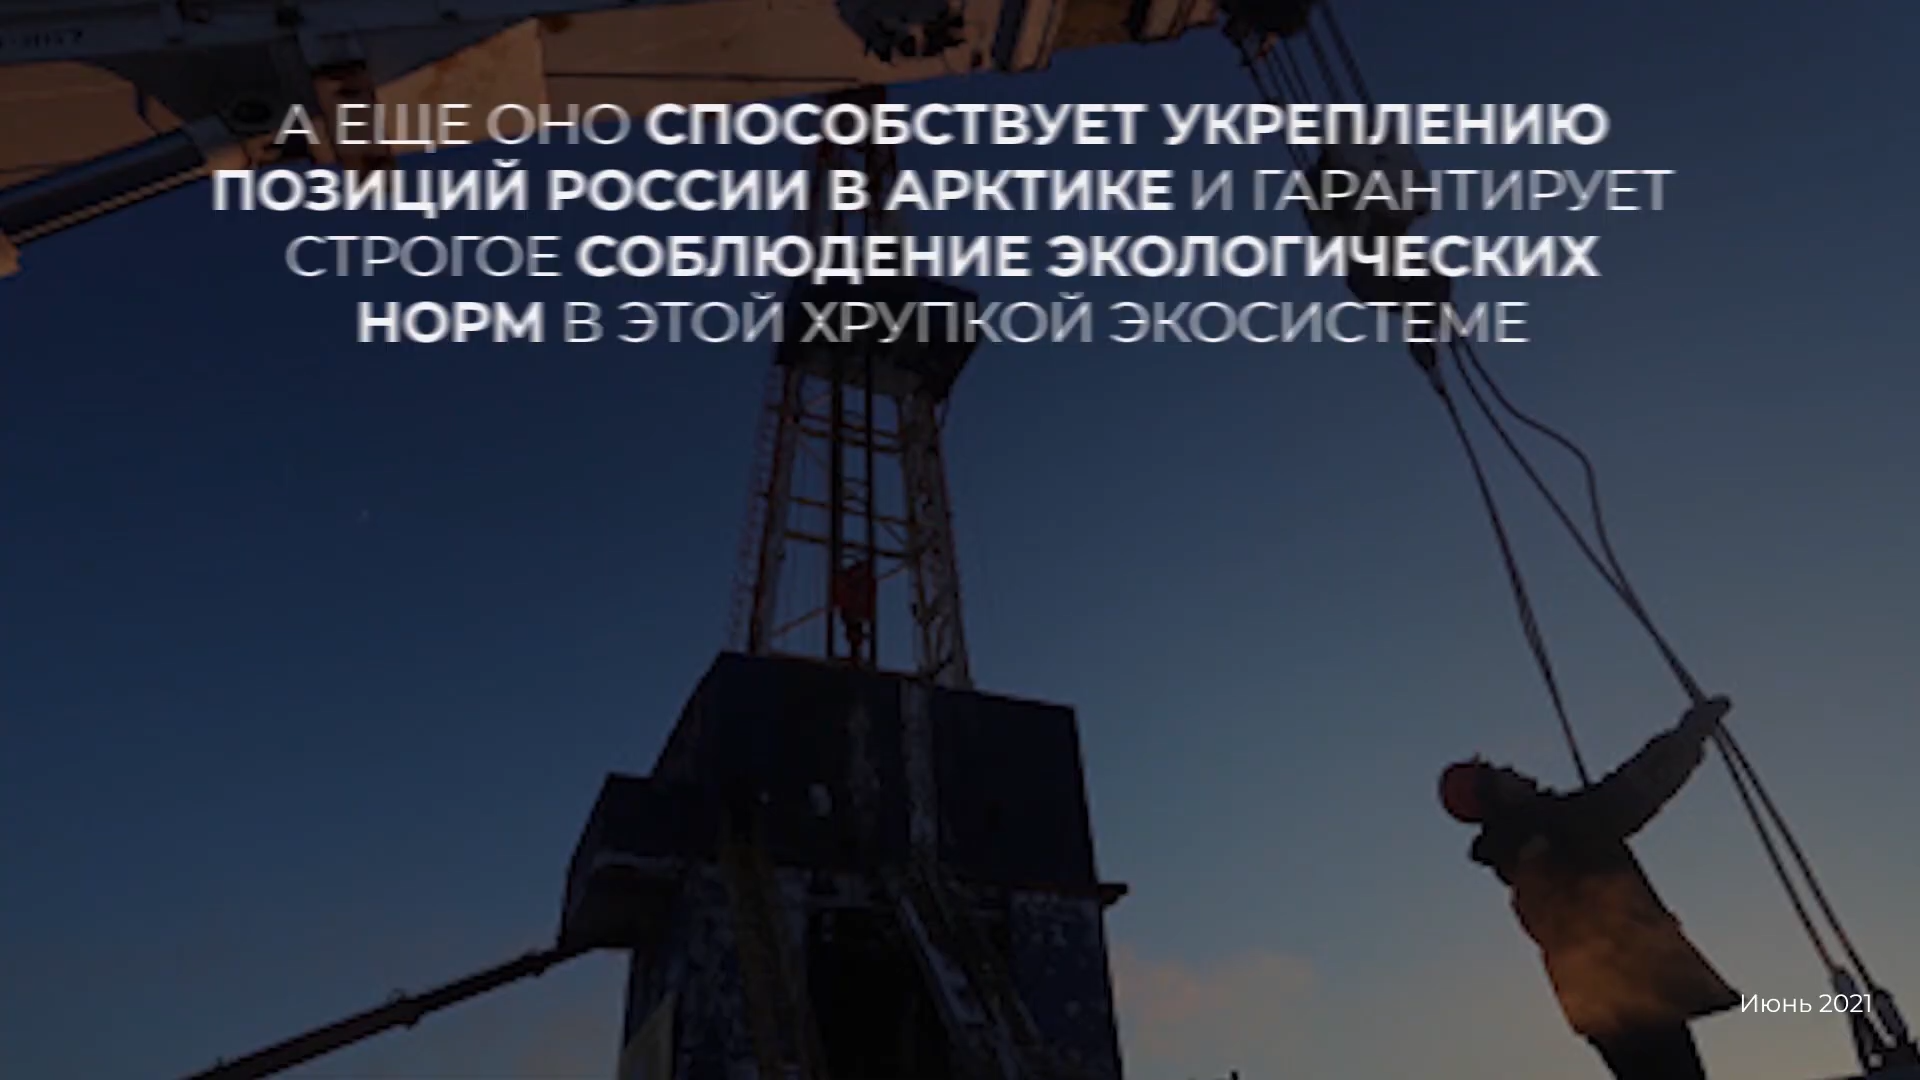 А ЕЩЕ ОНО СПОСОБСТВУЕТ УКРЕПЛЕНИЮ
ПОЗИЦИЙ РОССИИ В АРКТИКЕ И ГАРАНТИРУЕТ
СТРОГОЕ СОБЛЮДЕНИЕ ЭКОЛОГИЧЕСКИХ
НОРМ В ЭТОЙ ХРУПКОЙ ЭКОСИСТЕМЕ
Июнь 2021